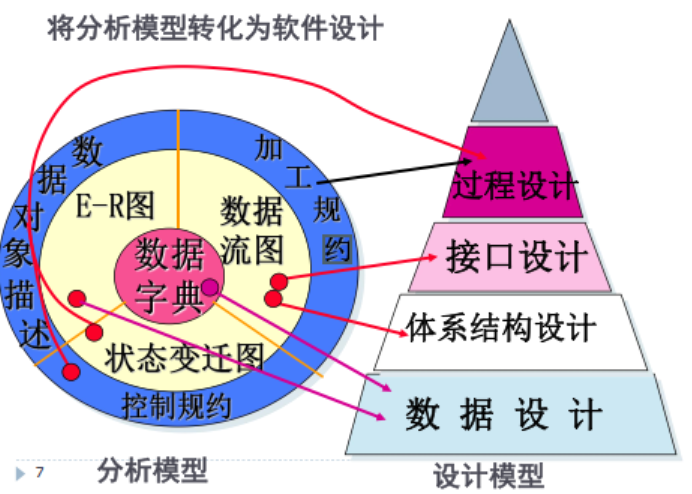 将分析模型转化为软件设计
数据对象描述
加工规约
E-R图
数据
流图
数据
字典
状态变迁图
控制规约
过程设计
接口设计
体系结构设计
数 据 设 计
7
分析模型
设计模型